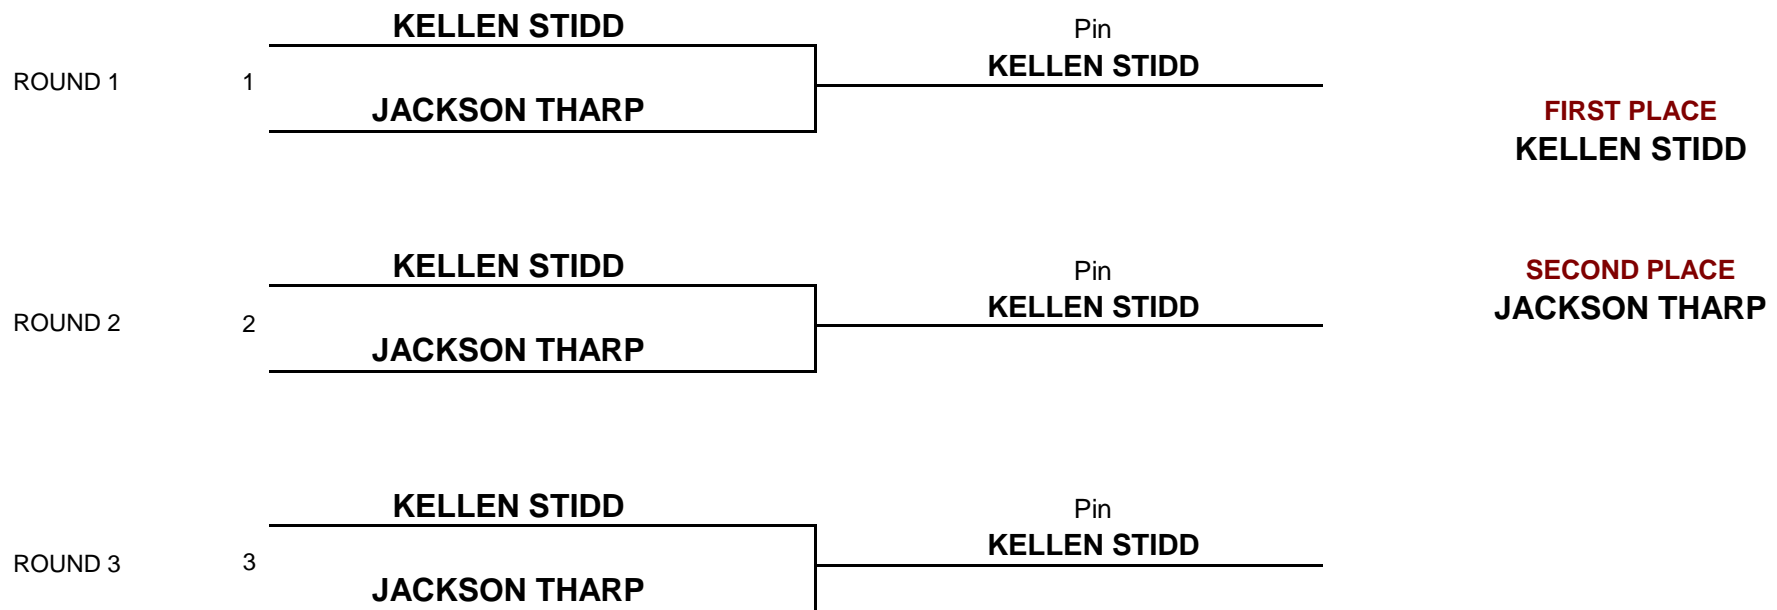 KELLEN STIDD
Pin
KELLEN STIDD
ROUND 1
1
JACKSON THARP
FIRST PLACE
KELLEN STIDD
KELLEN STIDD
Pin
KELLEN STIDD
SECOND PLACE
JACKSON THARP
ROUND 2
2
JACKSON THARP
KELLEN STIDD
Pin
KELLEN STIDD
ROUND 3
3
JACKSON THARP